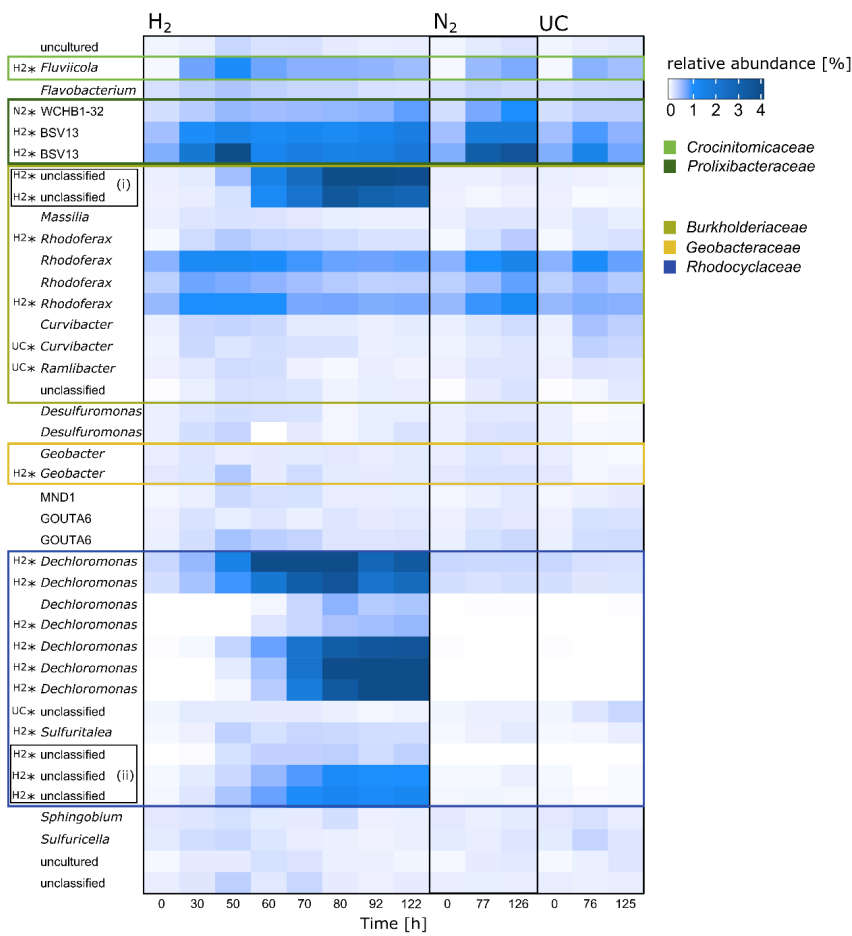 H2 N2 UC
uncultured
H2* Fluviicola
Flavobacterium
N2* WCHB1-32
H2* BSV13
H2* BSV13
H2* unclassified (i)
H2* unclassified
Massilia
H2* Rhodoferax
Rhodoferax
Rhodoferax
H2* Rhodoferax
Curvibacter
UC* Curvibacter
UC* Ramlibacter
unclassified
Desulfuromonas
Desulfuromonas
Geobacter
H2* Geobacter
MND1
GOUTA6
GOUTA6
H2* Dechloromonas
H2* Dechloromonas
Dechloromonas
H2* Dechloromonas
H2* Dechloromonas
H2* Dechloromonas
H2* Dechloromonas
UC* unclassified
H2* Sulfuritalea
H2* unclassified
H2* unclassified (ii)
H2* unclassified
Sphingobium
Sulfuricella
uncultured
unclassified
0 30 50 60 70 80 92 122 0 77 126 0 76 125
Time [h]
relative abundance [%]
0 1 2 3 4
Crocinitomicaceae
Prolixibacteraceae
Burkholderiaceae
Geobacteraceae
Rhodocyclaceae